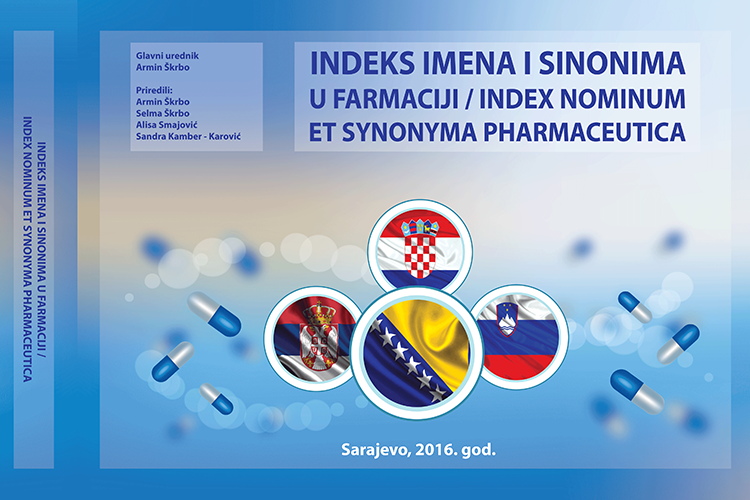 INDEKS IMENA I SINONIMA U FARMACIJI /
INDEX NOMINUM ET SYNONYMA PHARMACEUTICA
Glavni urednik
Armin Škrbo
Priredili:
Armin Škrbo
Selma Škrbo
Alisa Smajović
Sandra Kamber - Karović
INDEKS IMENA I SINONIMA
U FARMACIJI / INDEX NOMINUM
ET SYNONYMA PHARMACEUTICA
Sarajevo, 2016. god.